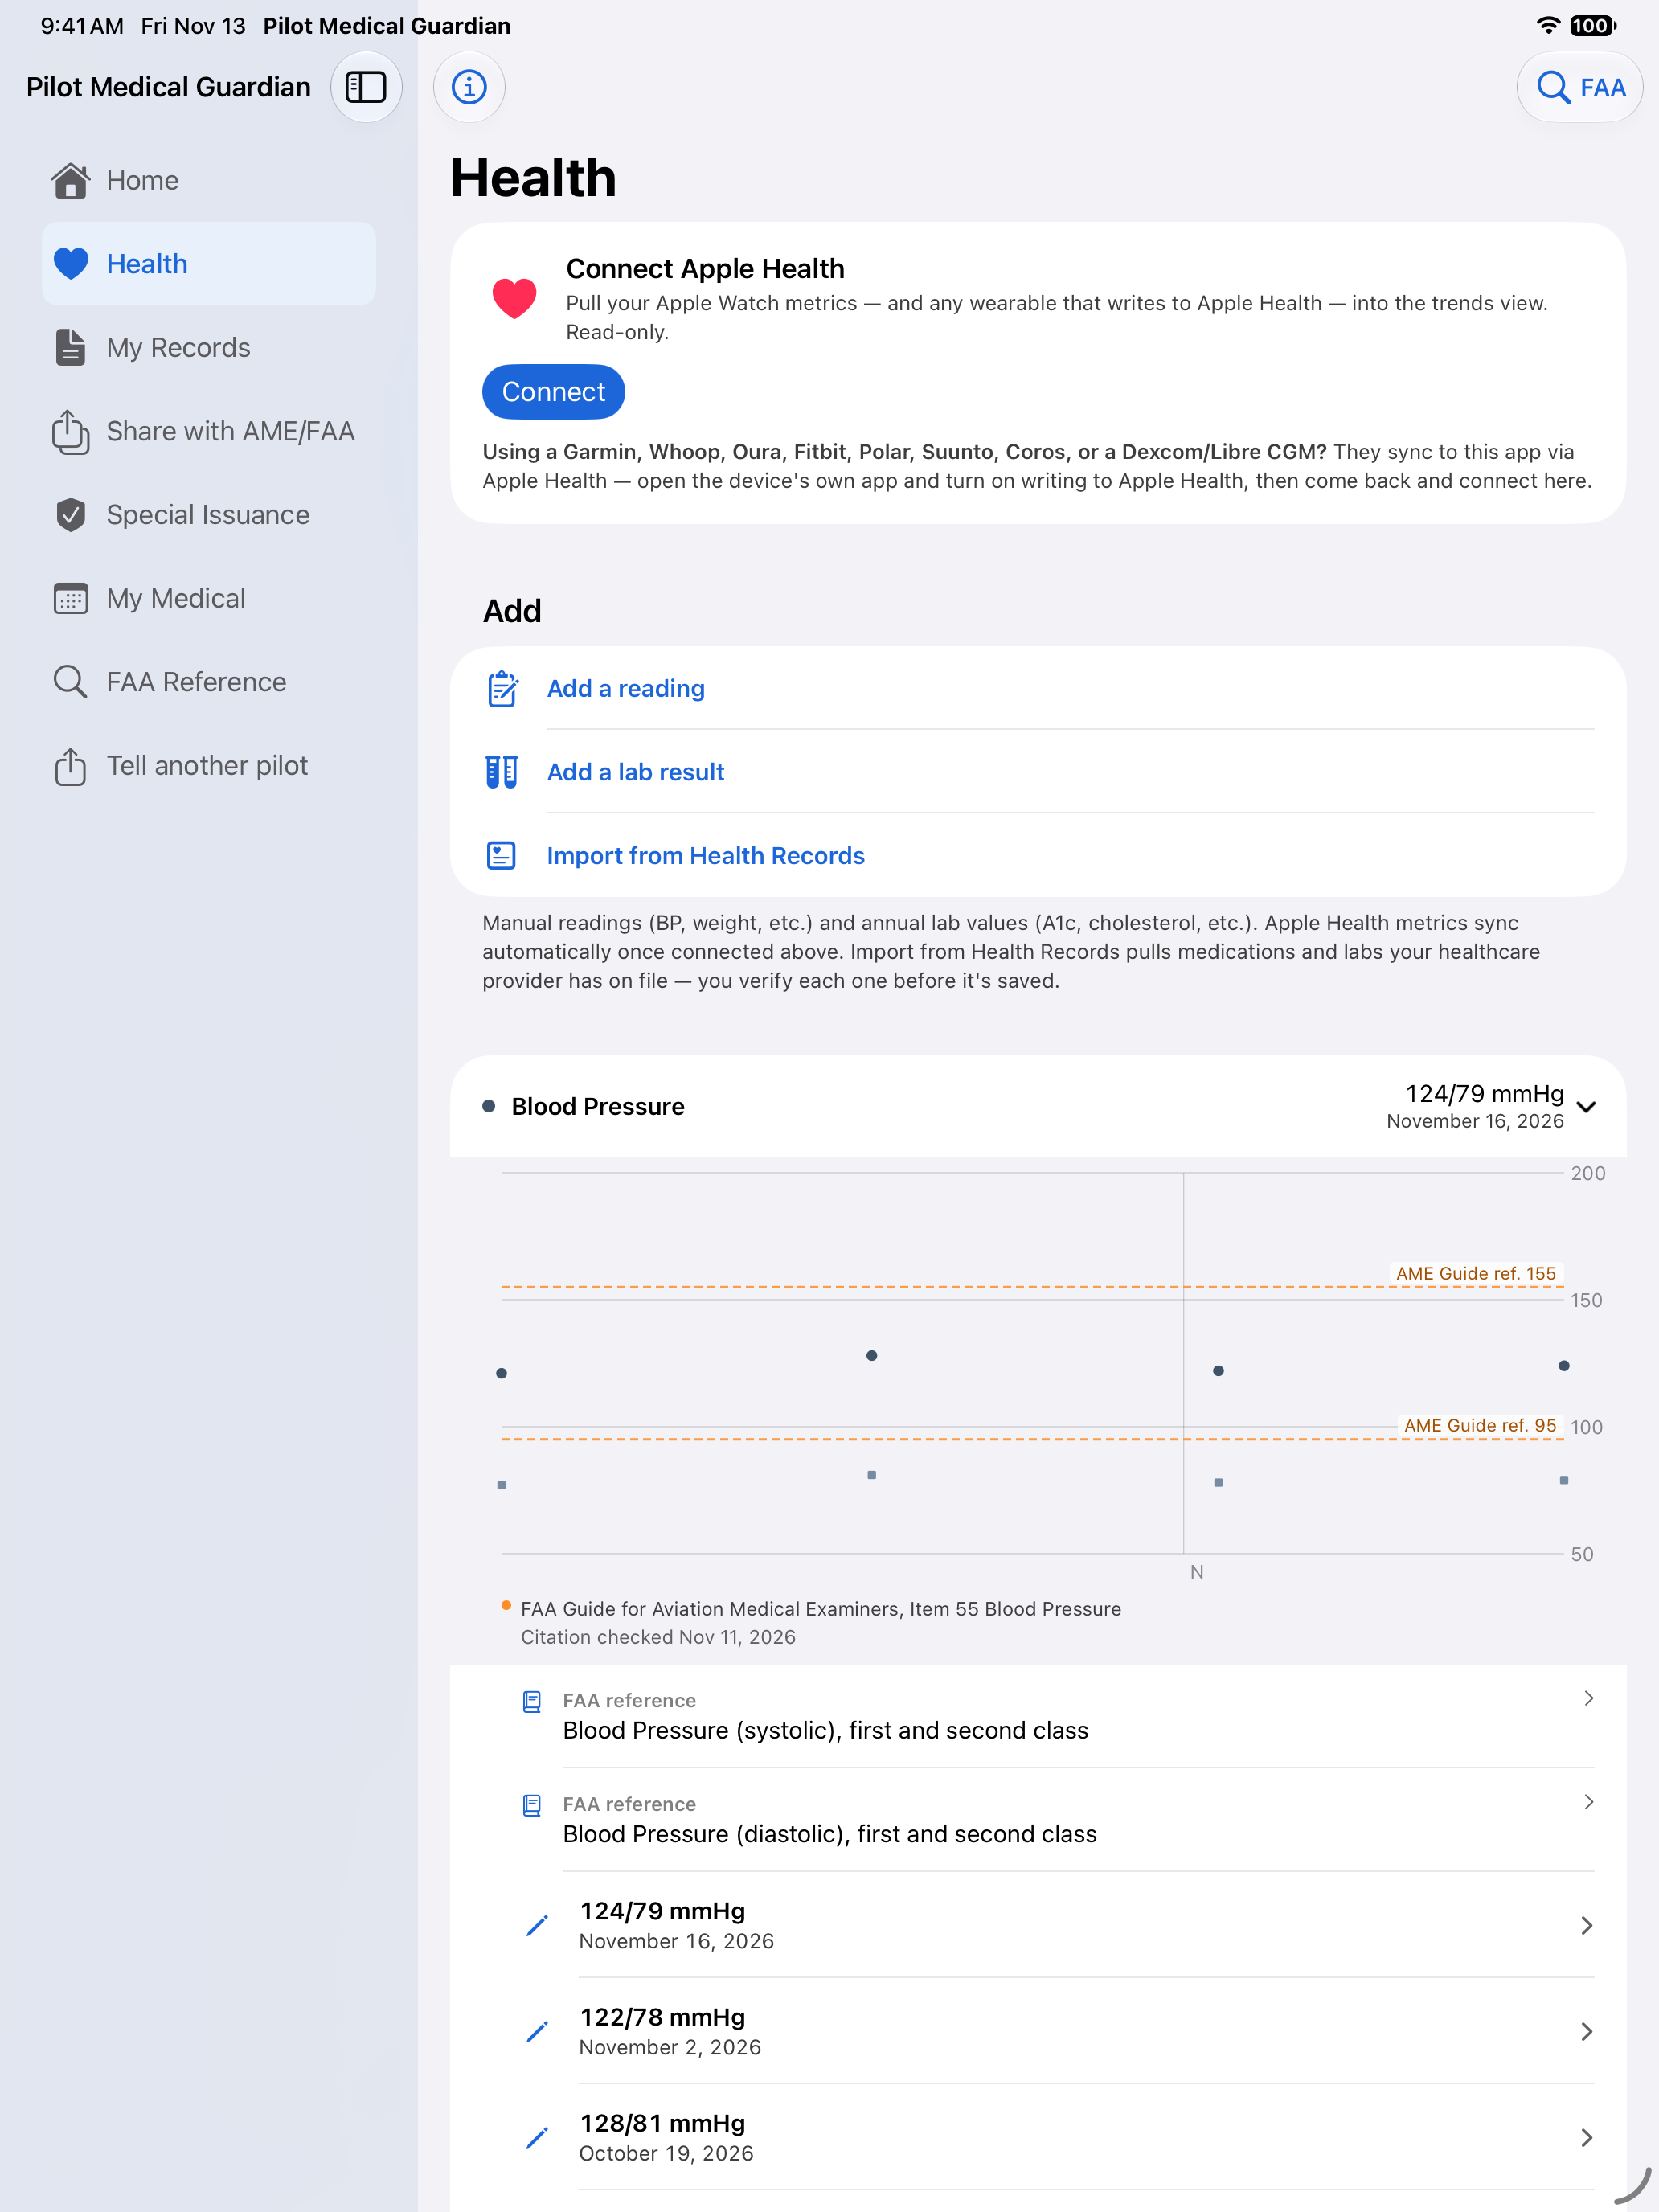 9:41 AM Fri Nov 13 Pilot Medical Guardian
100
Pilot Medical Guardian
FAA
Home
Health
My Records
Share with AME/FAA
Special Issuance
My Medical
FAA Reference
Tell another pilot
Health
Connect Apple Health
Pull your Apple Watch metrics — and any wearable that writes to Apple Health — into the trends view.
Read-only.
Connect
Using a Garmin, Whoop, Oura, Fitbit, Polar, Suunto, Coros, or a Dexcom/Libre CGM? They sync to this app via
Apple Health — open the device's own app and turn on writing to Apple Health, then come back and connect here.
Add
Add a reading
Add a lab result
Import from Health Records
Manual readings (BP, weight, etc.) and annual lab values (A1c, cholesterol, etc.). Apple Health metrics sync
automatically once connected above. Import from Health Records pulls medications and labs your healthcare
provider has on file — you verify each one before it's saved.
Blood Pressure
124/79 mmHg
November 16, 2026
200
AME Guide ref. 155
150
AME Guide ref. 95
100
50
N
FAA Guide for Aviation Medical Examiners, Item 55 Blood Pressure
Citation checked Nov 11, 2026
FAA reference
Blood Pressure (systolic), first and second class
FAA reference
Blood Pressure (diastolic), first and second class
124/79 mmHg
November 16, 2026
122/78 mmHg
November 2, 2026
128/81 mmHg
October 19, 2026